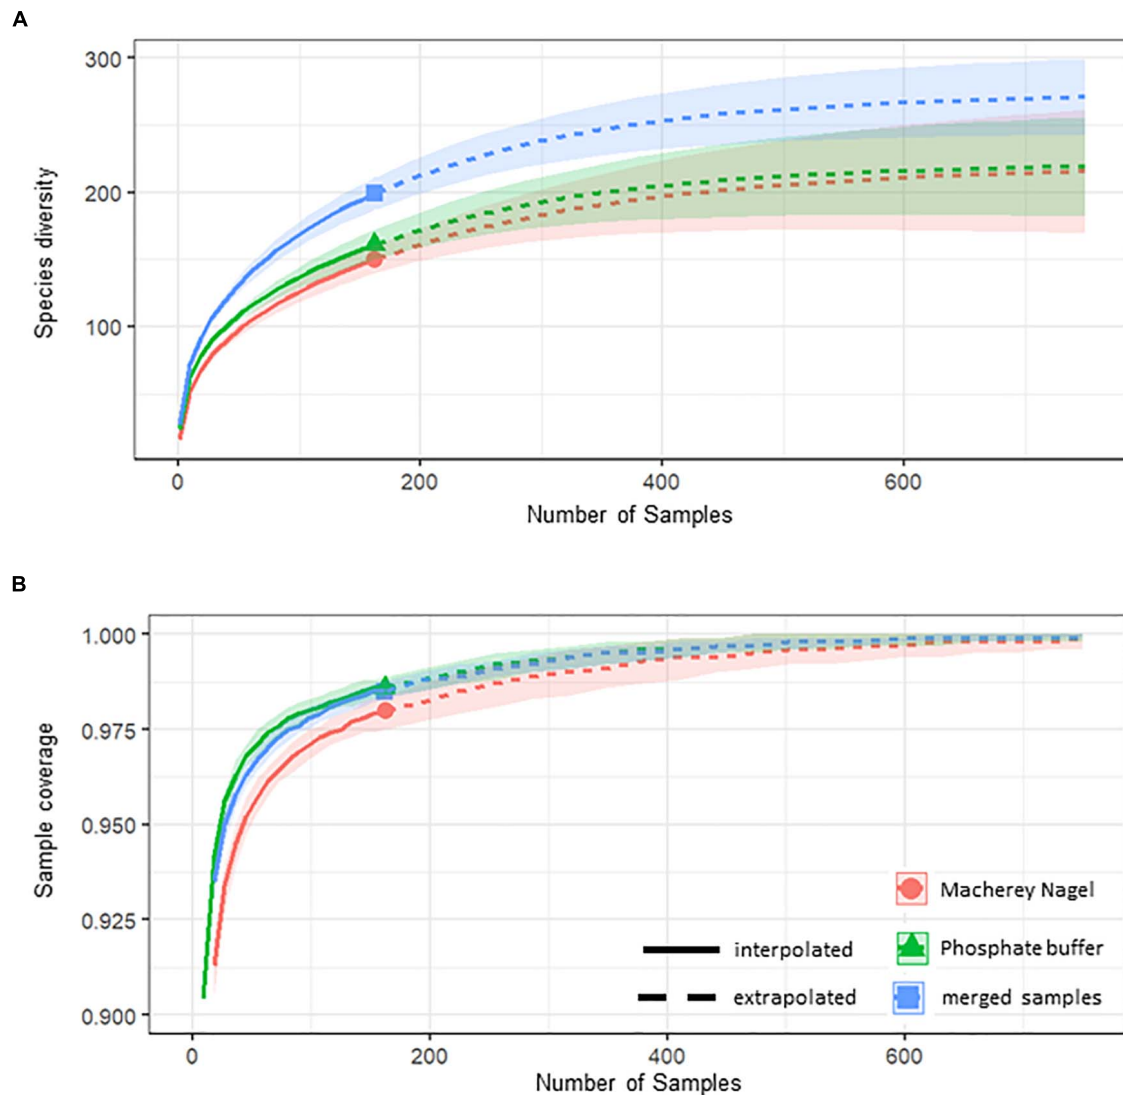 A
300
200
100
Species diversity
0 200 400 600
Number of Samples
B
1.000
0.975
0.950
0.925
0.900
Sample coverage
Macherey Nagel
interpolated Phosphate buffer
extrapolated merged samples
0 200 400 600
Number of Samples